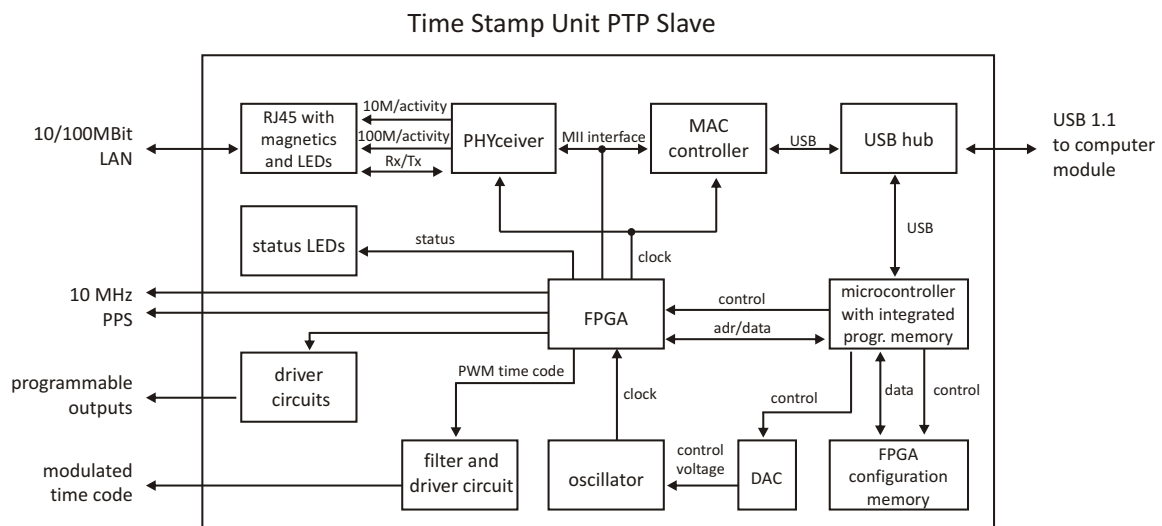 Time Stamp Unit PTP Slave
10/100MBit
LAN
RJ45 with
magnetics
and LEDs
10M/activity
100M/activity
Rx/Tx
PHYceiver
MII interface
MAC
controller
USB
USB hub
USB 1.1
to computer
module
status LEDs
status
clock
USB
10 MHz
PPS
FPGA
control
adr/data
microcontroller
with integrated
progr. memory
programmable
outputs
driver
circuits
PWM time code
clock
control
data
control
modulated
time code
filter and
driver circuit
oscillator
control
voltage
DAC
FPGA
configuration
memory